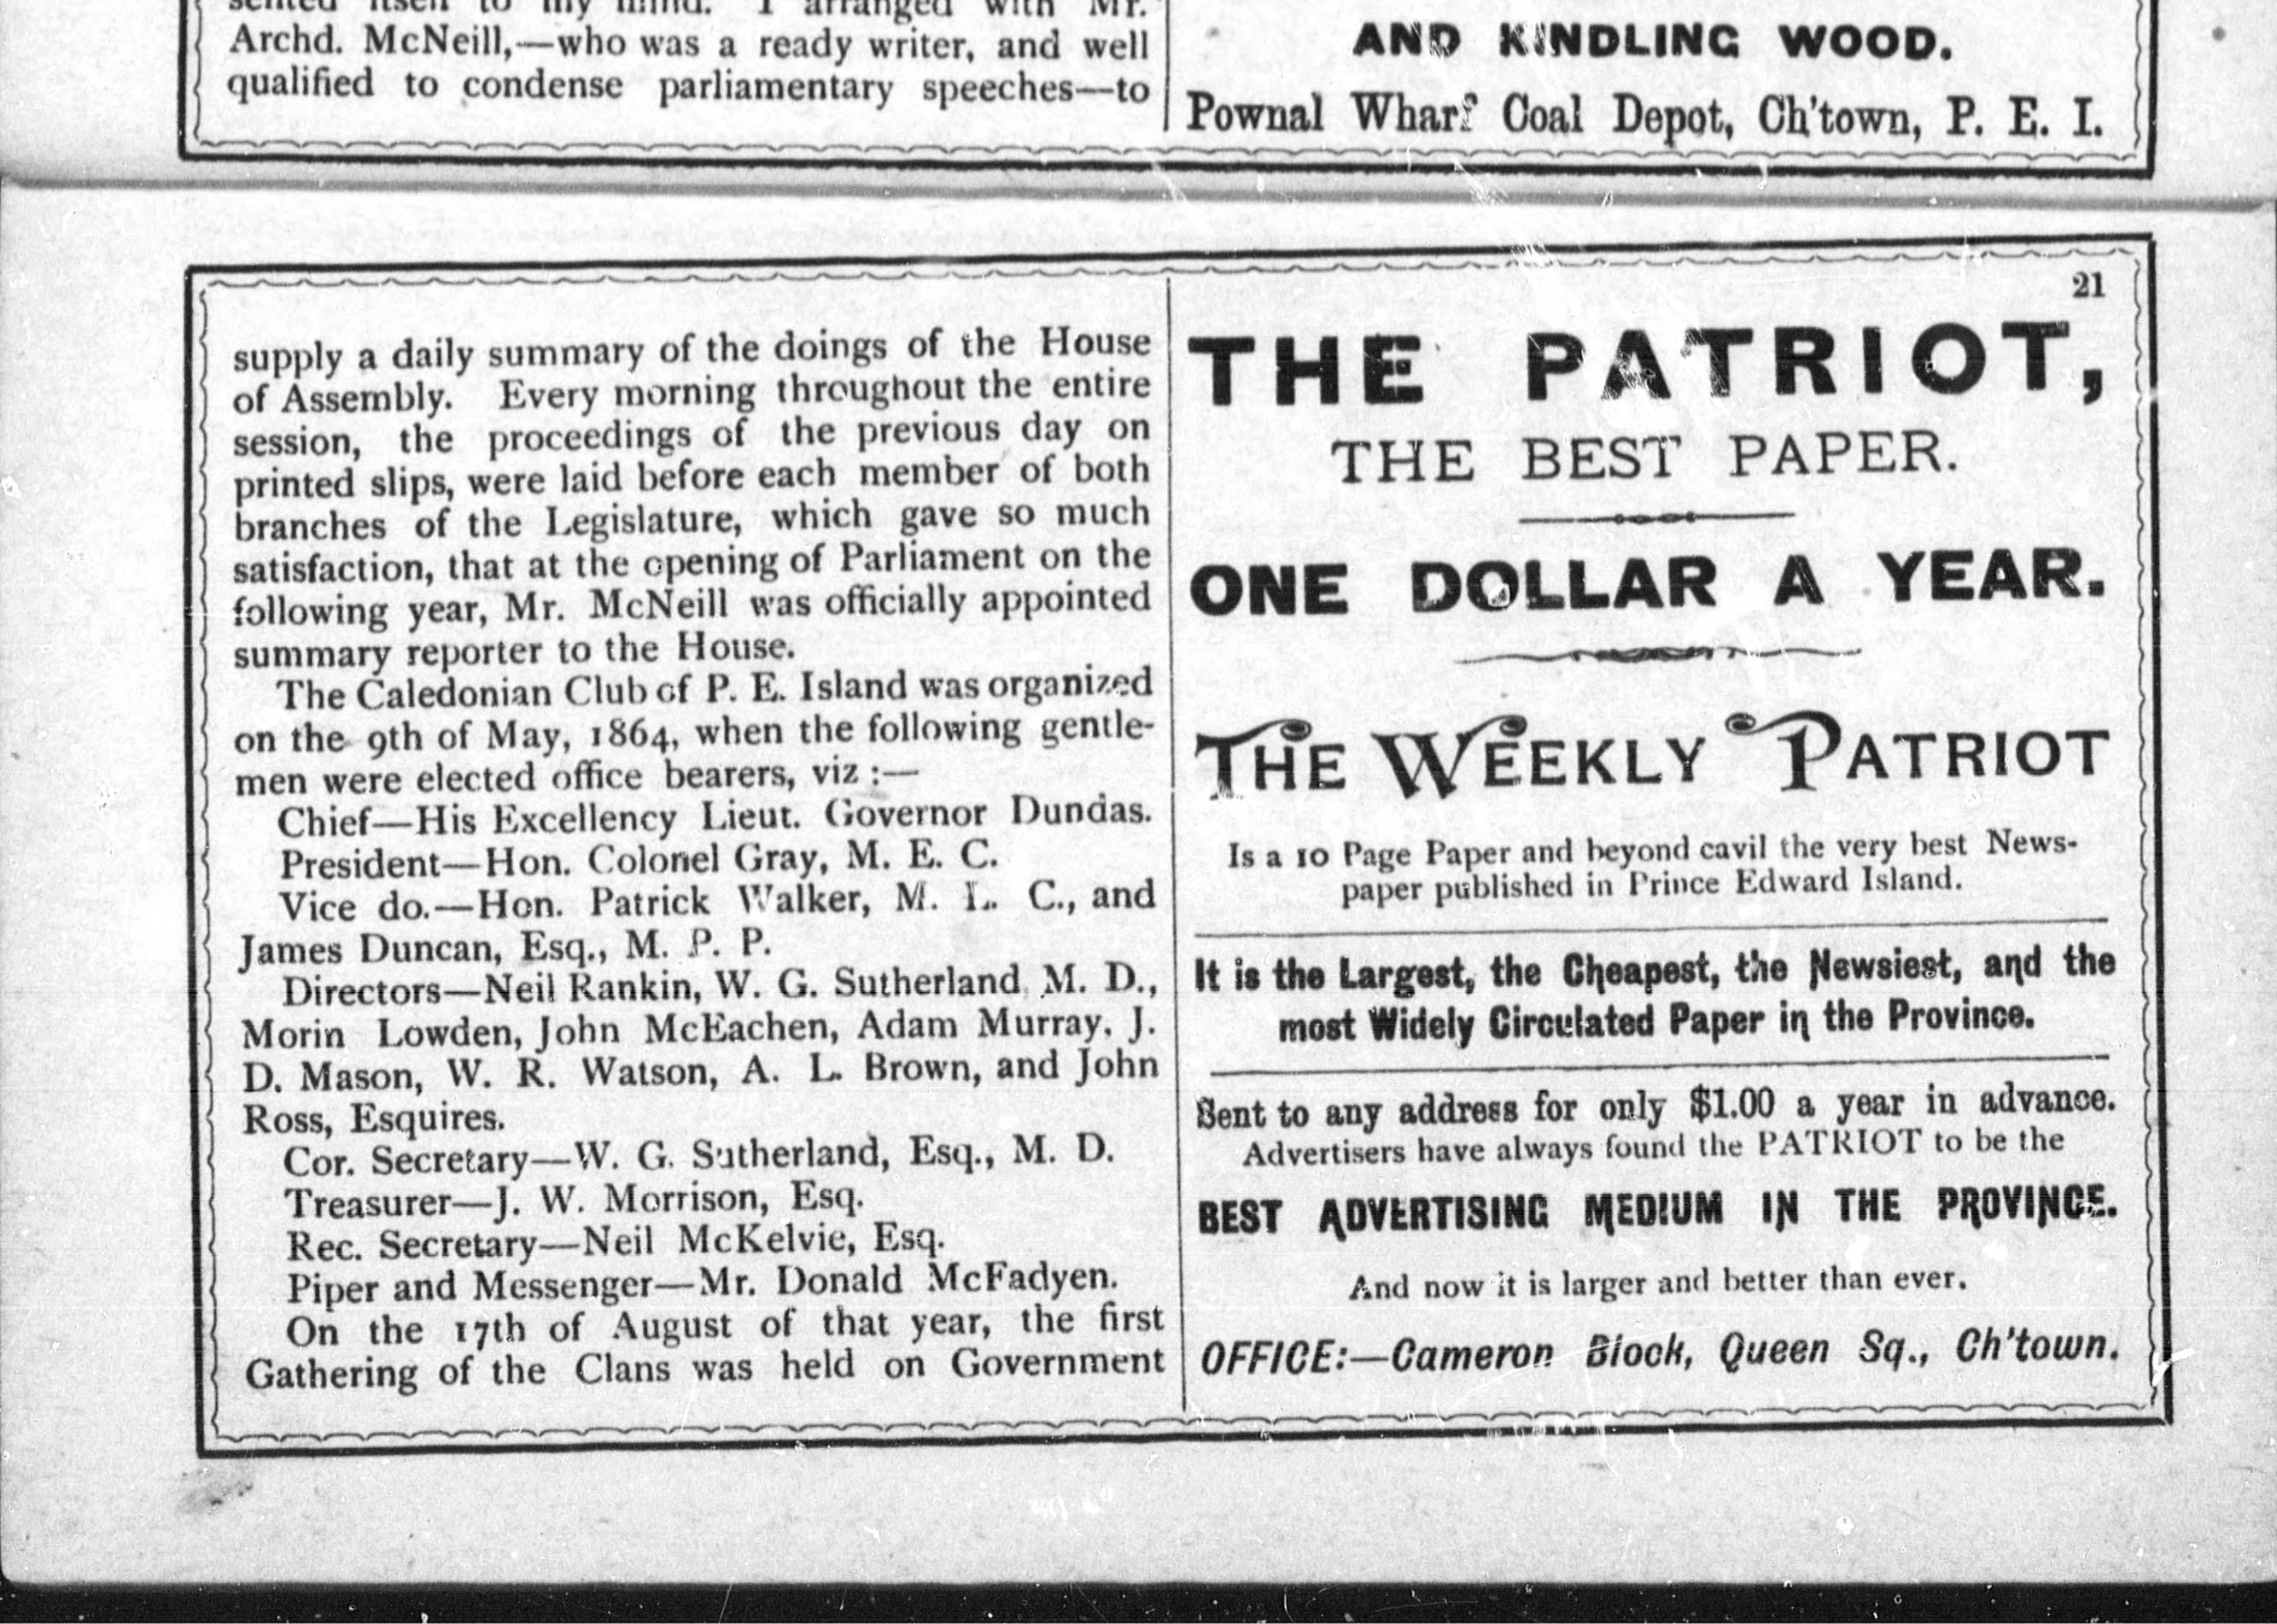 sented itself to my mind. I arranged with Mr.
Archd. McNeill,—who was a ready writer, and well
qualified to condense parliamentary speeches—to
AND KINDLING WOOD.
Pownal Wharf Coal Depot, Ch'town, P. E. I.
supply a daily summary of the doings of the House
of Assembly. Every morning throughout the entire
session, the proceedings of the previous day on
printed slips, were laid before each member of both
branches of the Legislature, which gave so much
satisfaction, that at the opening of Parliament on the
following year, Mr. McNeill was officially appointed
summary reporter to the House.
The Caledonian Club of P. E. Island was organized
on the 9th of May, 1864, when the following gentle-
men were elected office bearers, viz :—
Chief—His Excellency Lieut. Governor Dundas.
President—Hon. Colonel Gray, M. E. C.
Vice do.—Hon. Patrick Walker, M. L. C., and
James Duncan, Esq., M. P. P.
Directors—Neil Rankin, W. G. Sutherland, M. D.,
Morin Lowden, John McEachen, Adam Murray, J.
D. Mason, W. R. Watson, A. L. Brown, and John
Ross, Esquires.
Cor. Secretary—W. G. Sutherland, Esq., M. D.
Treasurer—J. W. Morrison, Esq.
Rec. Secretary—Neil McKelvie, Esq.
Piper and Messenger—Mr. Donald McFadyen.
On the 17th of August of that year, the first
Gathering of the Clans was held on Government
21
THE PATRIOT,
THE BEST PAPER.
ONE DOLLAR A YEAR.
THE WEEKLY PATRIOT
Is a 10 Page Paper and beyond cavil the very best News-
paper published in Prince Edward Island.
It is the Largest, the Cheapest, the Newsiest, and the
most Widely Circulated Paper in the Province.
Sent to any address for only $1.00 a year in advance.
Advertisers have always found the PATRIOT to be the
BEST ADVERTISING MEDIUM IN THE PROVINCE.
And now it is larger and better than ever.
OFFICE:—Cameron Block, Queen Sq., Ch'town.